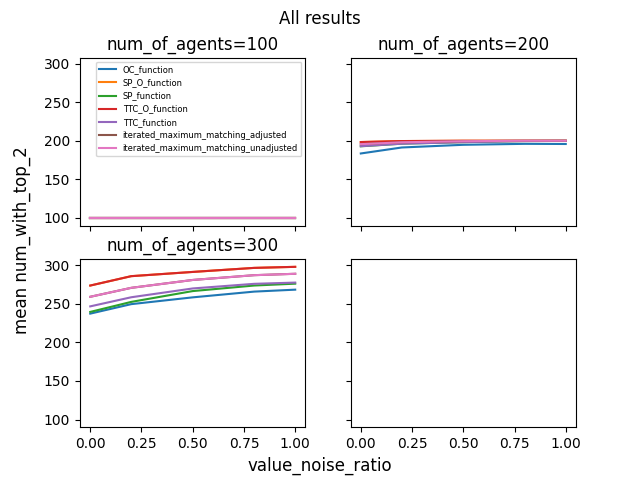 All results
num_of_agents=100
num_of_agents=200
300
250
200
150
100
OC_function
SP_O_function
SP_function
TTC_O_function
TTC_function
iterated_maximum_matching_adjusted
iterated_maximum_matching_unadjusted
mean num_with_top_2
num_of_agents=300
300
250
200
150
100
0.00 0.25 0.50 0.75 1.00
0.00 0.25 0.50 0.75 1.00
value_noise_ratio